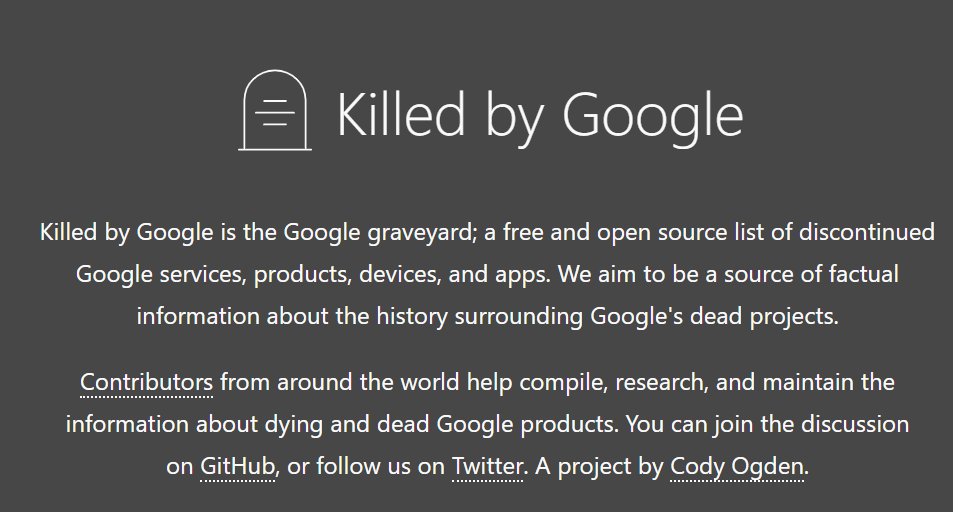 Killed by Google
Killed by Google is the Google graveyard; a free and open source list of discontinued
Google services, products, devices, and apps. We aim to be a source of factual
information about the history surrounding Google's dead projects.
Contributors from around the world help compile, research, and maintain the
information about dying and dead Google products. You can join the discussion
on GitHub, or follow us on Twitter. A project by Cody Ogden.